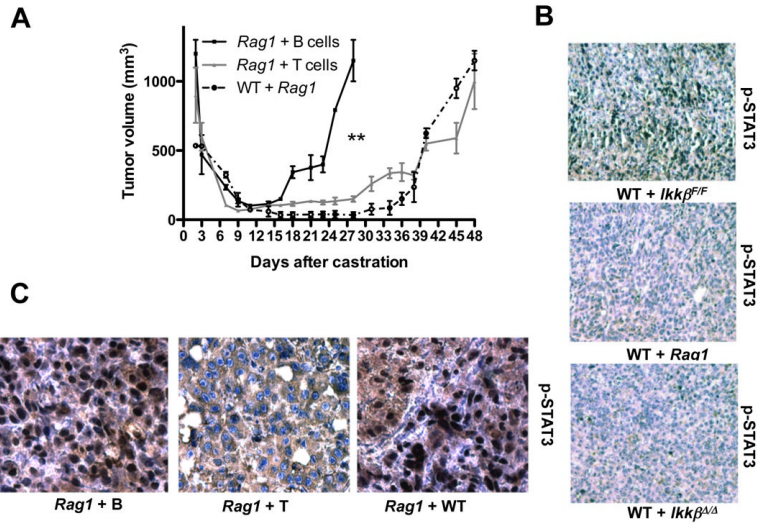 A
Tumor volume (mm³)
1000
500
0
Rag1 + B cells
Rag1 + T cells
WT + Rag1
**
0 3 6 9 12 15 18 21 24 27 30 33 36 39 42 45 48
Days after castration
B
p-STAT3
WT + Ikkβ^F/F
p-STAT3
WT + Rag1
p-STAT3
WT + Ikkβ^Δ/Δ
C
Rag1 + B
Rag1 + T
Rag1 + WT
p-STAT3